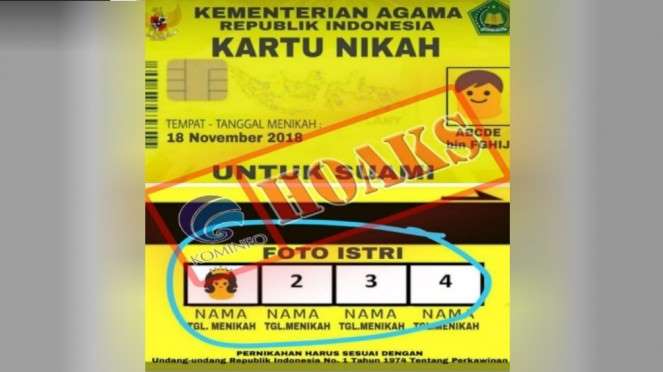 KEMENTERIAN AGAMA
REPUBLIK INDONESIA
KARTU NIKAH
TEMPAT - TANGGAL MENIKAH :
18 November 2018
ABCDE
bin FGHIJ
UNTUK SUAMI
HOAKS
KOMINFO
FOTO ISTRI
2 3 4
NAMA NAMA NAMA NAMA
TGL. MENIKAH TGL.MENIKAH TGL.MENIKAH TGL.MENIKAH
PERNIKAHAN HARUS SESUAI DENGAN
Undang-undang Republik Indonesia No. 1 Tahun 1974 Tentang Perkawinan